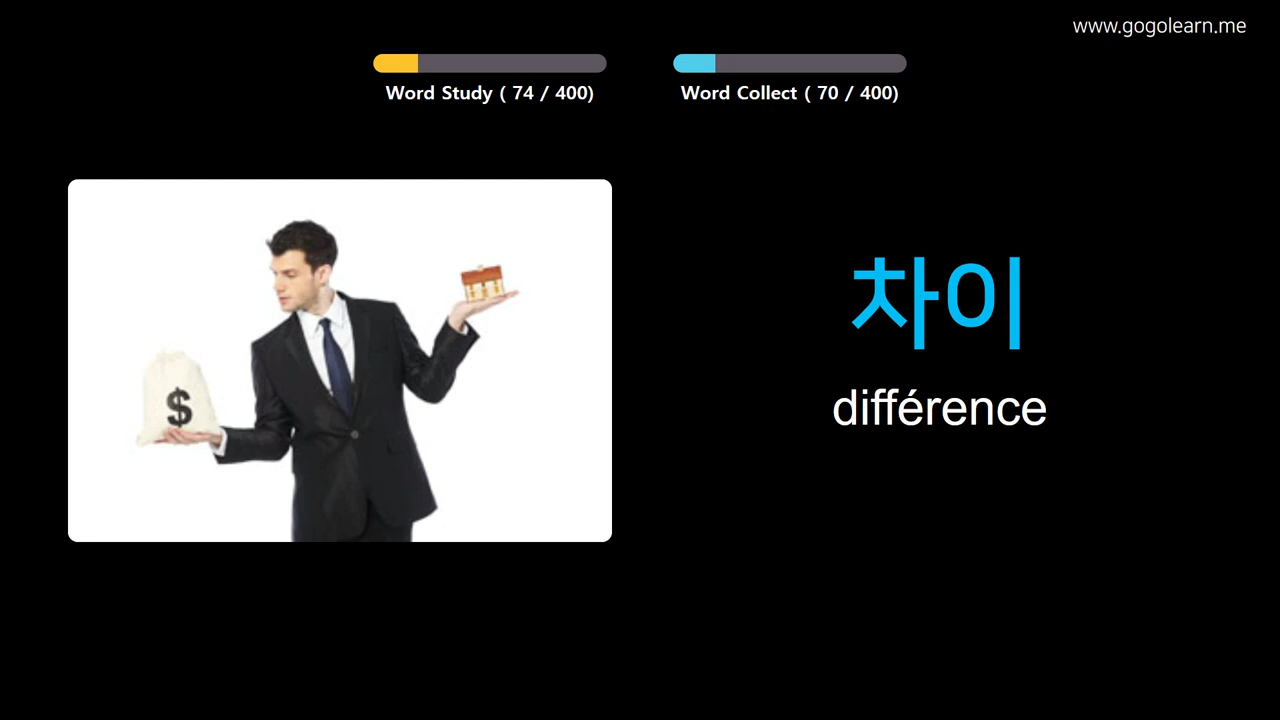 www.gogolearn.me
Word Study ( 74 / 400)
Word Collect ( 70 / 400)
$
차이
différence